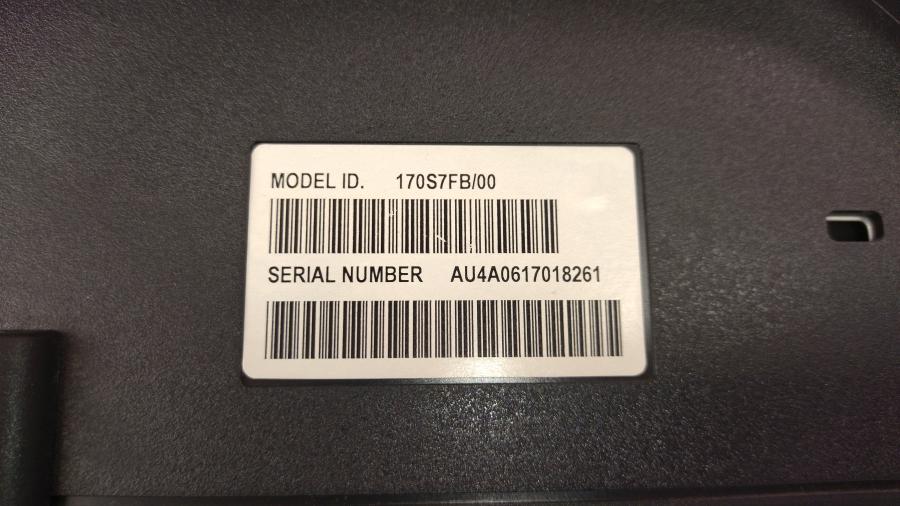 MODEL ID. 170S7FB/00
SERIAL NUMBER AU4A0617018261